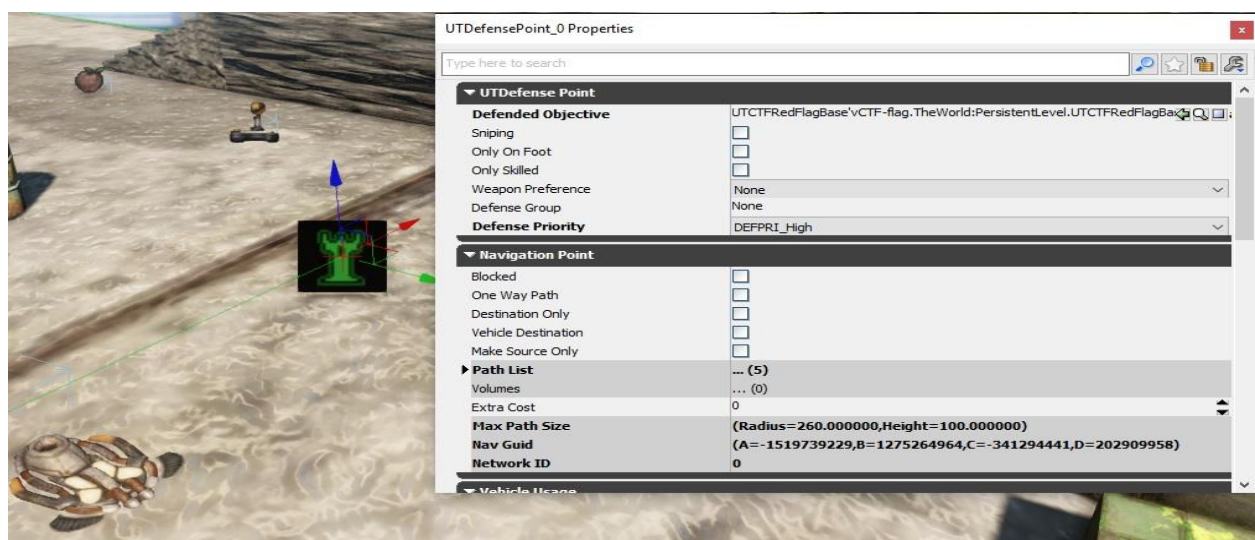 UTDefensePoint_0 Properties
Type here to search
UTDefense Point
Defended Objective UTCTFRedFlagBase'vCTF-flag.TheWorld:PersistentLevel.UTCTFRedFlagBa
Sniping
Only On Foot
Only Skilled
Weapon Preference None
Defense Group None
Defense Priority DEFPRI_High
Navigation Point
Blocked
One Way Path
Destination Only
Vehicle Destination
Make Source Only
Path List ... (5)
Volumes ... (0)
Extra Cost 0
Max Path Size (Radius=260.000000,Height=100.000000)
Nav Guid (A=-1519739229,B=1275264964,C=-341294441,D=202909958)
Network ID 0
Vehicle Usage